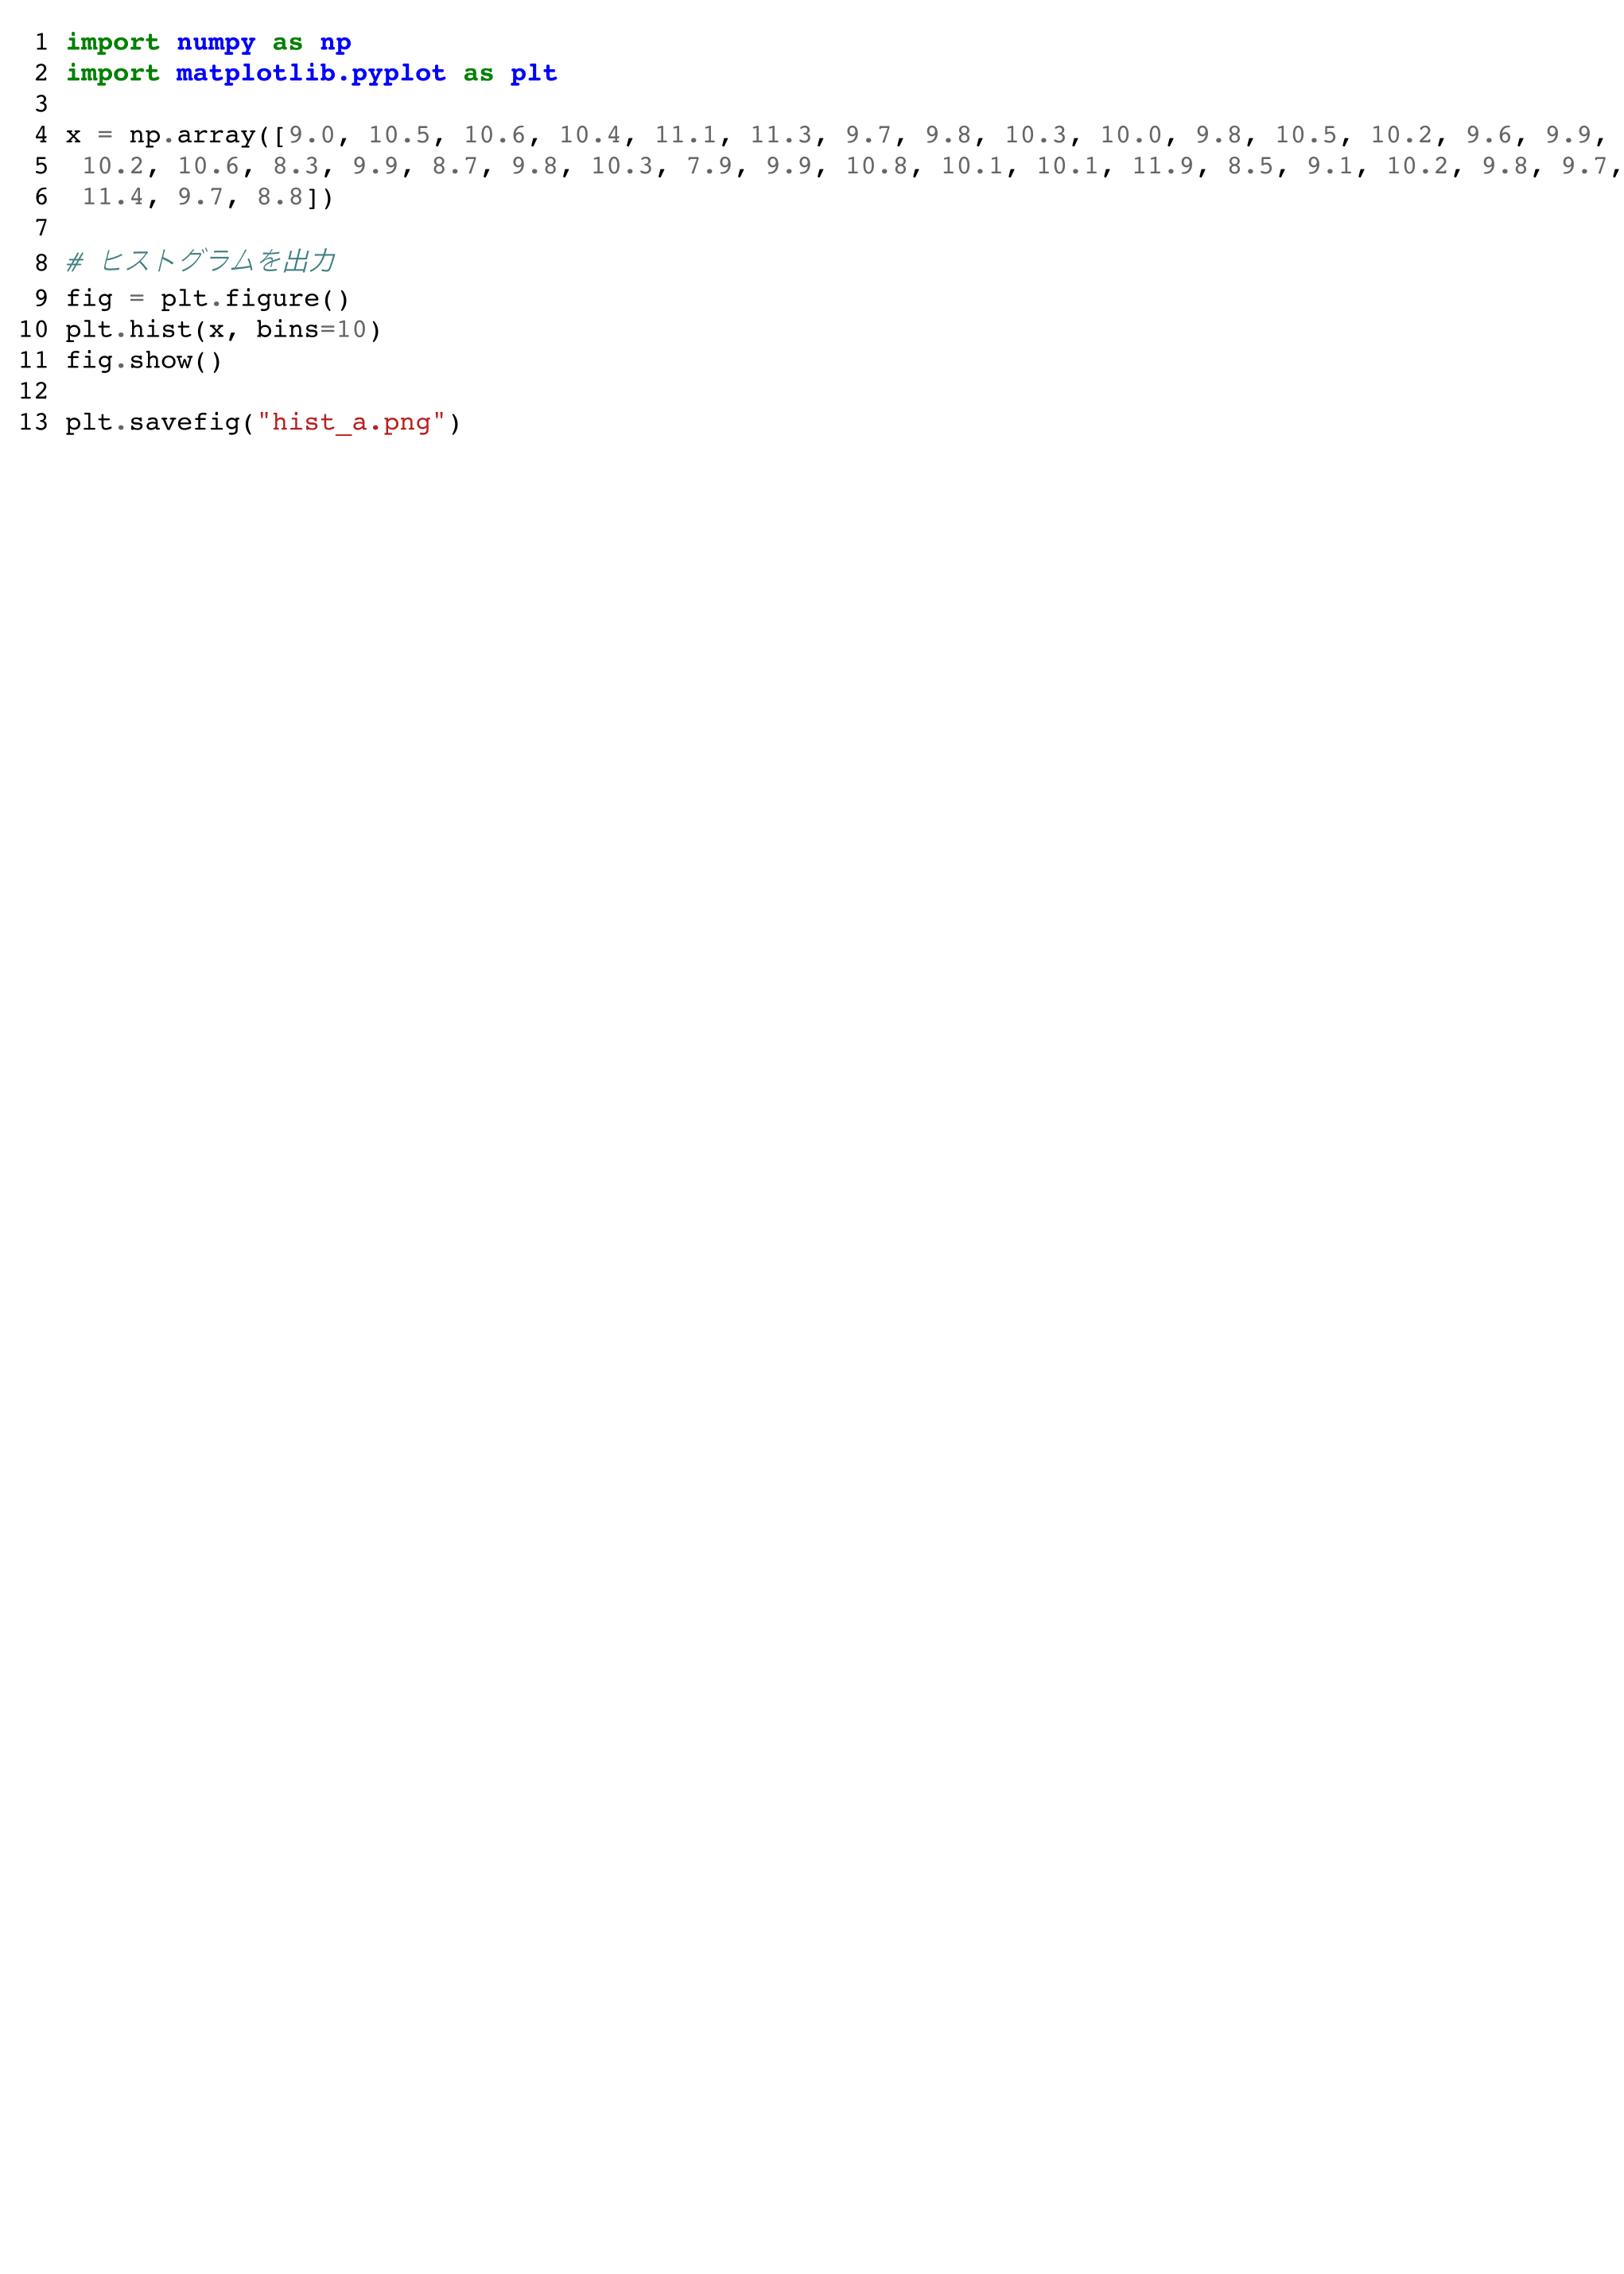 1 import numpy as np
2 import matplotlib.pyplot as plt
3
4 x = np.array([9.0, 10.5, 10.6, 10.4, 11.1, 11.3, 9.7, 9.8, 10.3, 10.0, 9.8, 10.5, 10.2, 9.6, 9.9,
5  10.2, 10.6, 8.3, 9.9, 8.7, 9.8, 10.3, 7.9, 9.9, 10.8, 10.1, 10.1, 11.9, 8.5, 9.1, 10.2, 9.8, 9.7,
6  11.4, 9.7, 8.8])
7
8 # ヒストグラムを出力
9 fig = plt.figure()
10 plt.hist(x, bins=10)
11 fig.show()
12
13 plt.savefig("hist_a.png")